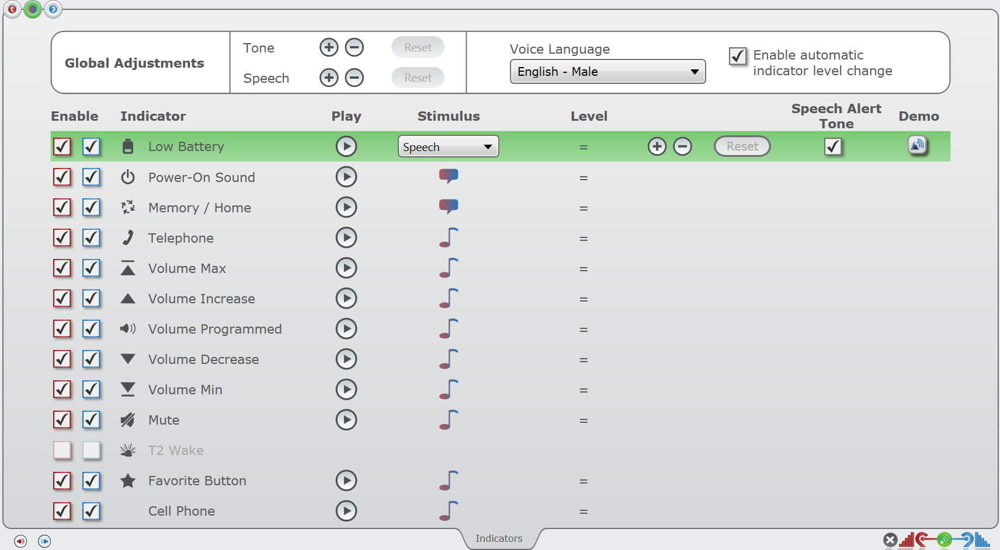 Global Adjustments
Tone
Reset
Speech
Reset
Voice Language
English - Male
Enable automatic
indicator level change
Enable
Indicator
Play
Stimulus
Level
Speech Alert
Tone
Demo
Low Battery
Speech
=
Reset
Power-On Sound
=
Memory / Home
=
Telephone
=
Volume Max
=
Volume Increase
=
Volume Programmed
=
Volume Decrease
=
Volume Min
=
Mute
=
T2 Wake
Favorite Button
=
Cell Phone
=
Indicators